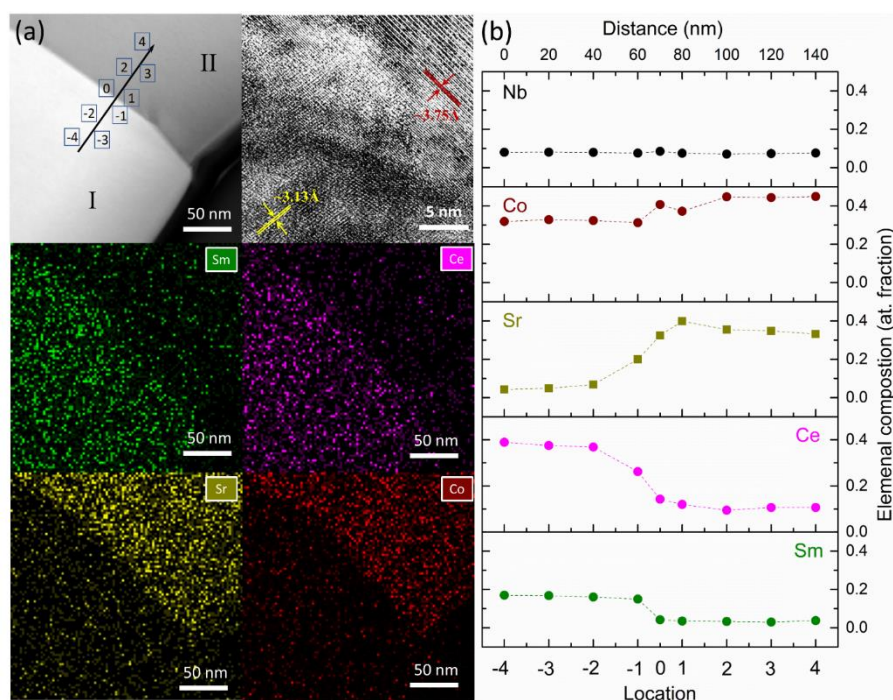 (a)
4
II
2
3
0
1
-2
-1
-4
-3
I
50 nm
~3.75Å
~3.13Å
5 nm
Sm
50 nm
Ce
50 nm
Sr
50 nm
Co
50 nm
(b)
Distance (nm)
0 20 40 60 80 100 120 140
Nb
0.4
0.2
0.0
Co
0.4
0.2
0.0
Sr
0.4
0.2
0.0
Ce
0.4
0.2
0.0
Sm
0.4
0.2
0.0
Elemenal compostion (at. fraction)
-4 -3 -2 -1 0 1 2 3 4
Location